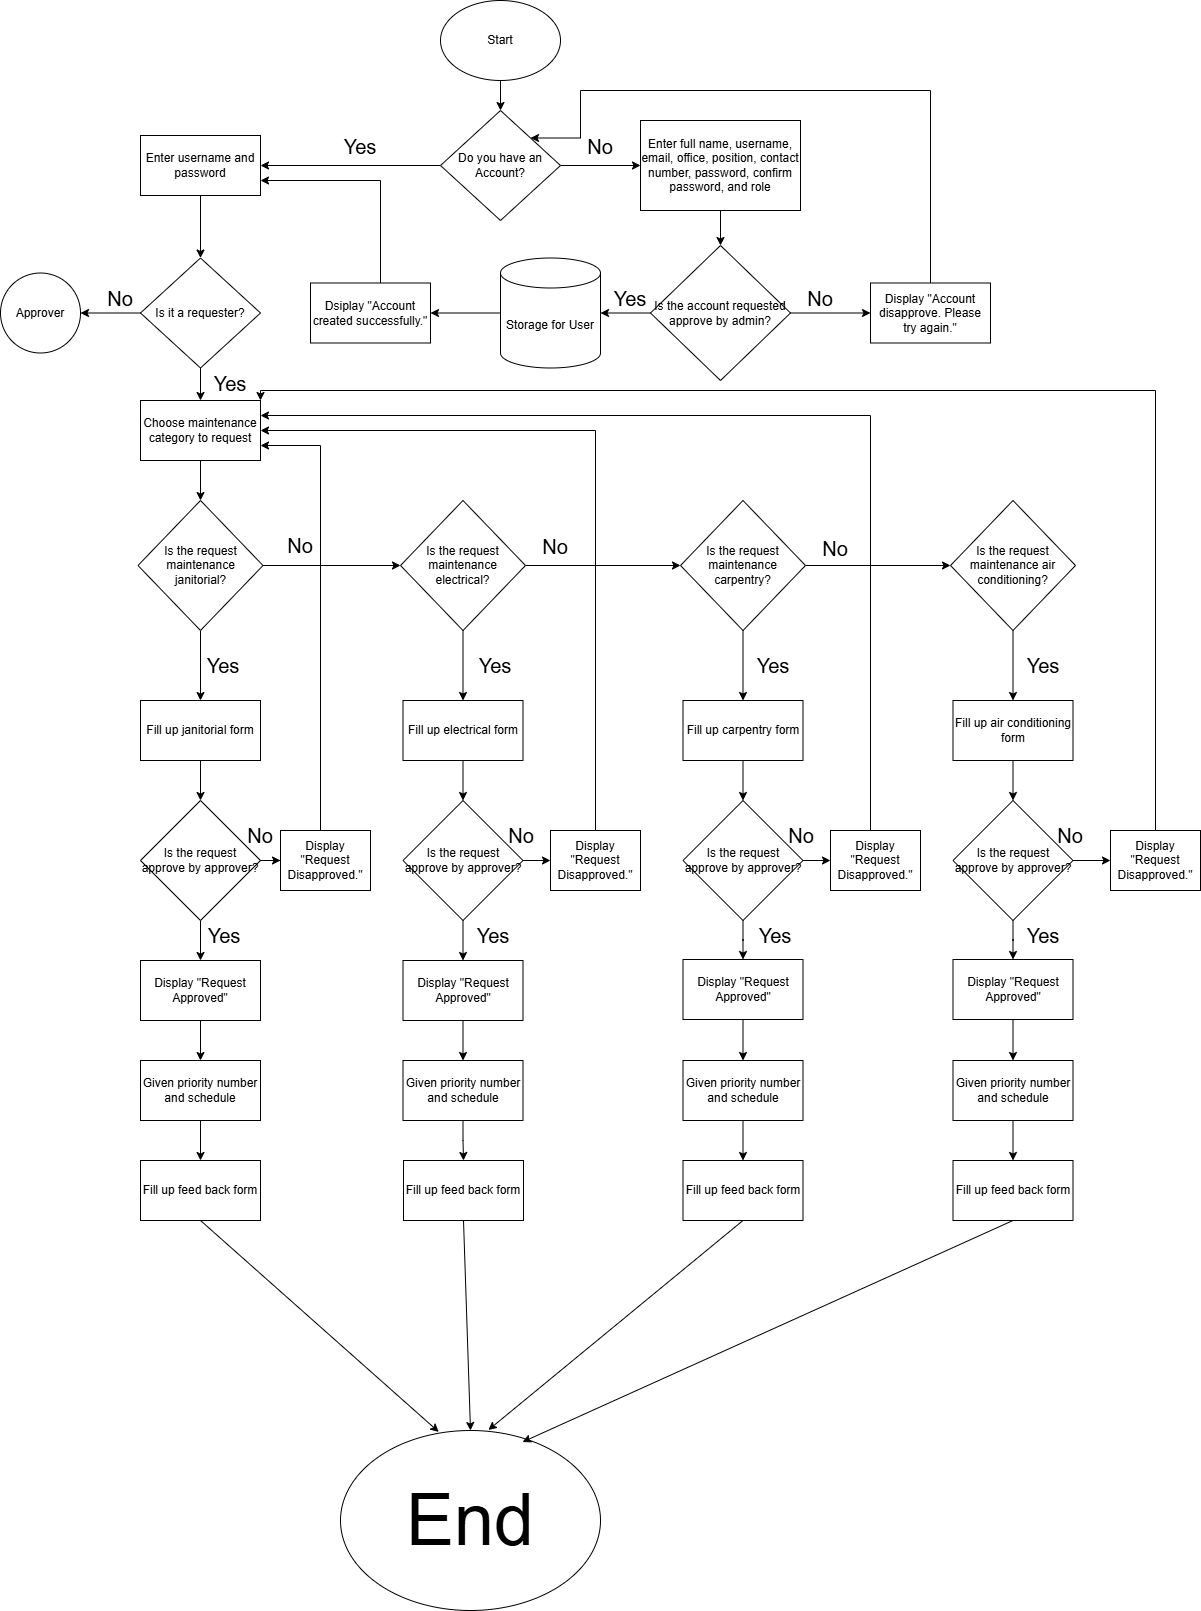 Start
Do you have an
Account?
Yes
No
Enter username and
password
Enter full name, username,
email, office, position, contact
number, password, confirm
password, and role
Approver
No
Is it a requester?
Dsiplay "Account
created successfully."
Storage for User
Yes
Is the account requested
approve by admin?
No
Display "Account
disapprove. Please
try again."
Yes
Choose maintenance
category to request
Is the request
maintenance
janitorial?
No
Is the request
maintenance
electrical?
No
Is the request
maintenance
carpentry?
No
Is the request
maintenance air
conditioning?
Yes
Yes
Yes
Yes
Fill up janitorial form
Fill up electrical form
Fill up carpentry form
Fill up air conditioning
form
Is the request
approve by approver?
No
Display
"Request
Disapproved."
Is the request
approve by approver?
No
Display
"Request
Disapproved."
Is the request
approve by approver?
No
Display
"Request
Disapproved."
Is the request
approve by approver?
No
Display
"Request
Disapproved."
Yes
Yes
Yes
Yes
Display "Request
Approved"
Display "Request
Approved"
Display "Request
Approved"
Display "Request
Approved"
Given priority number
and schedule
Given priority number
and schedule
Given priority number
and schedule
Given priority number
and schedule
Fill up feed back form
Fill up feed back form
Fill up feed back form
Fill up feed back form
End